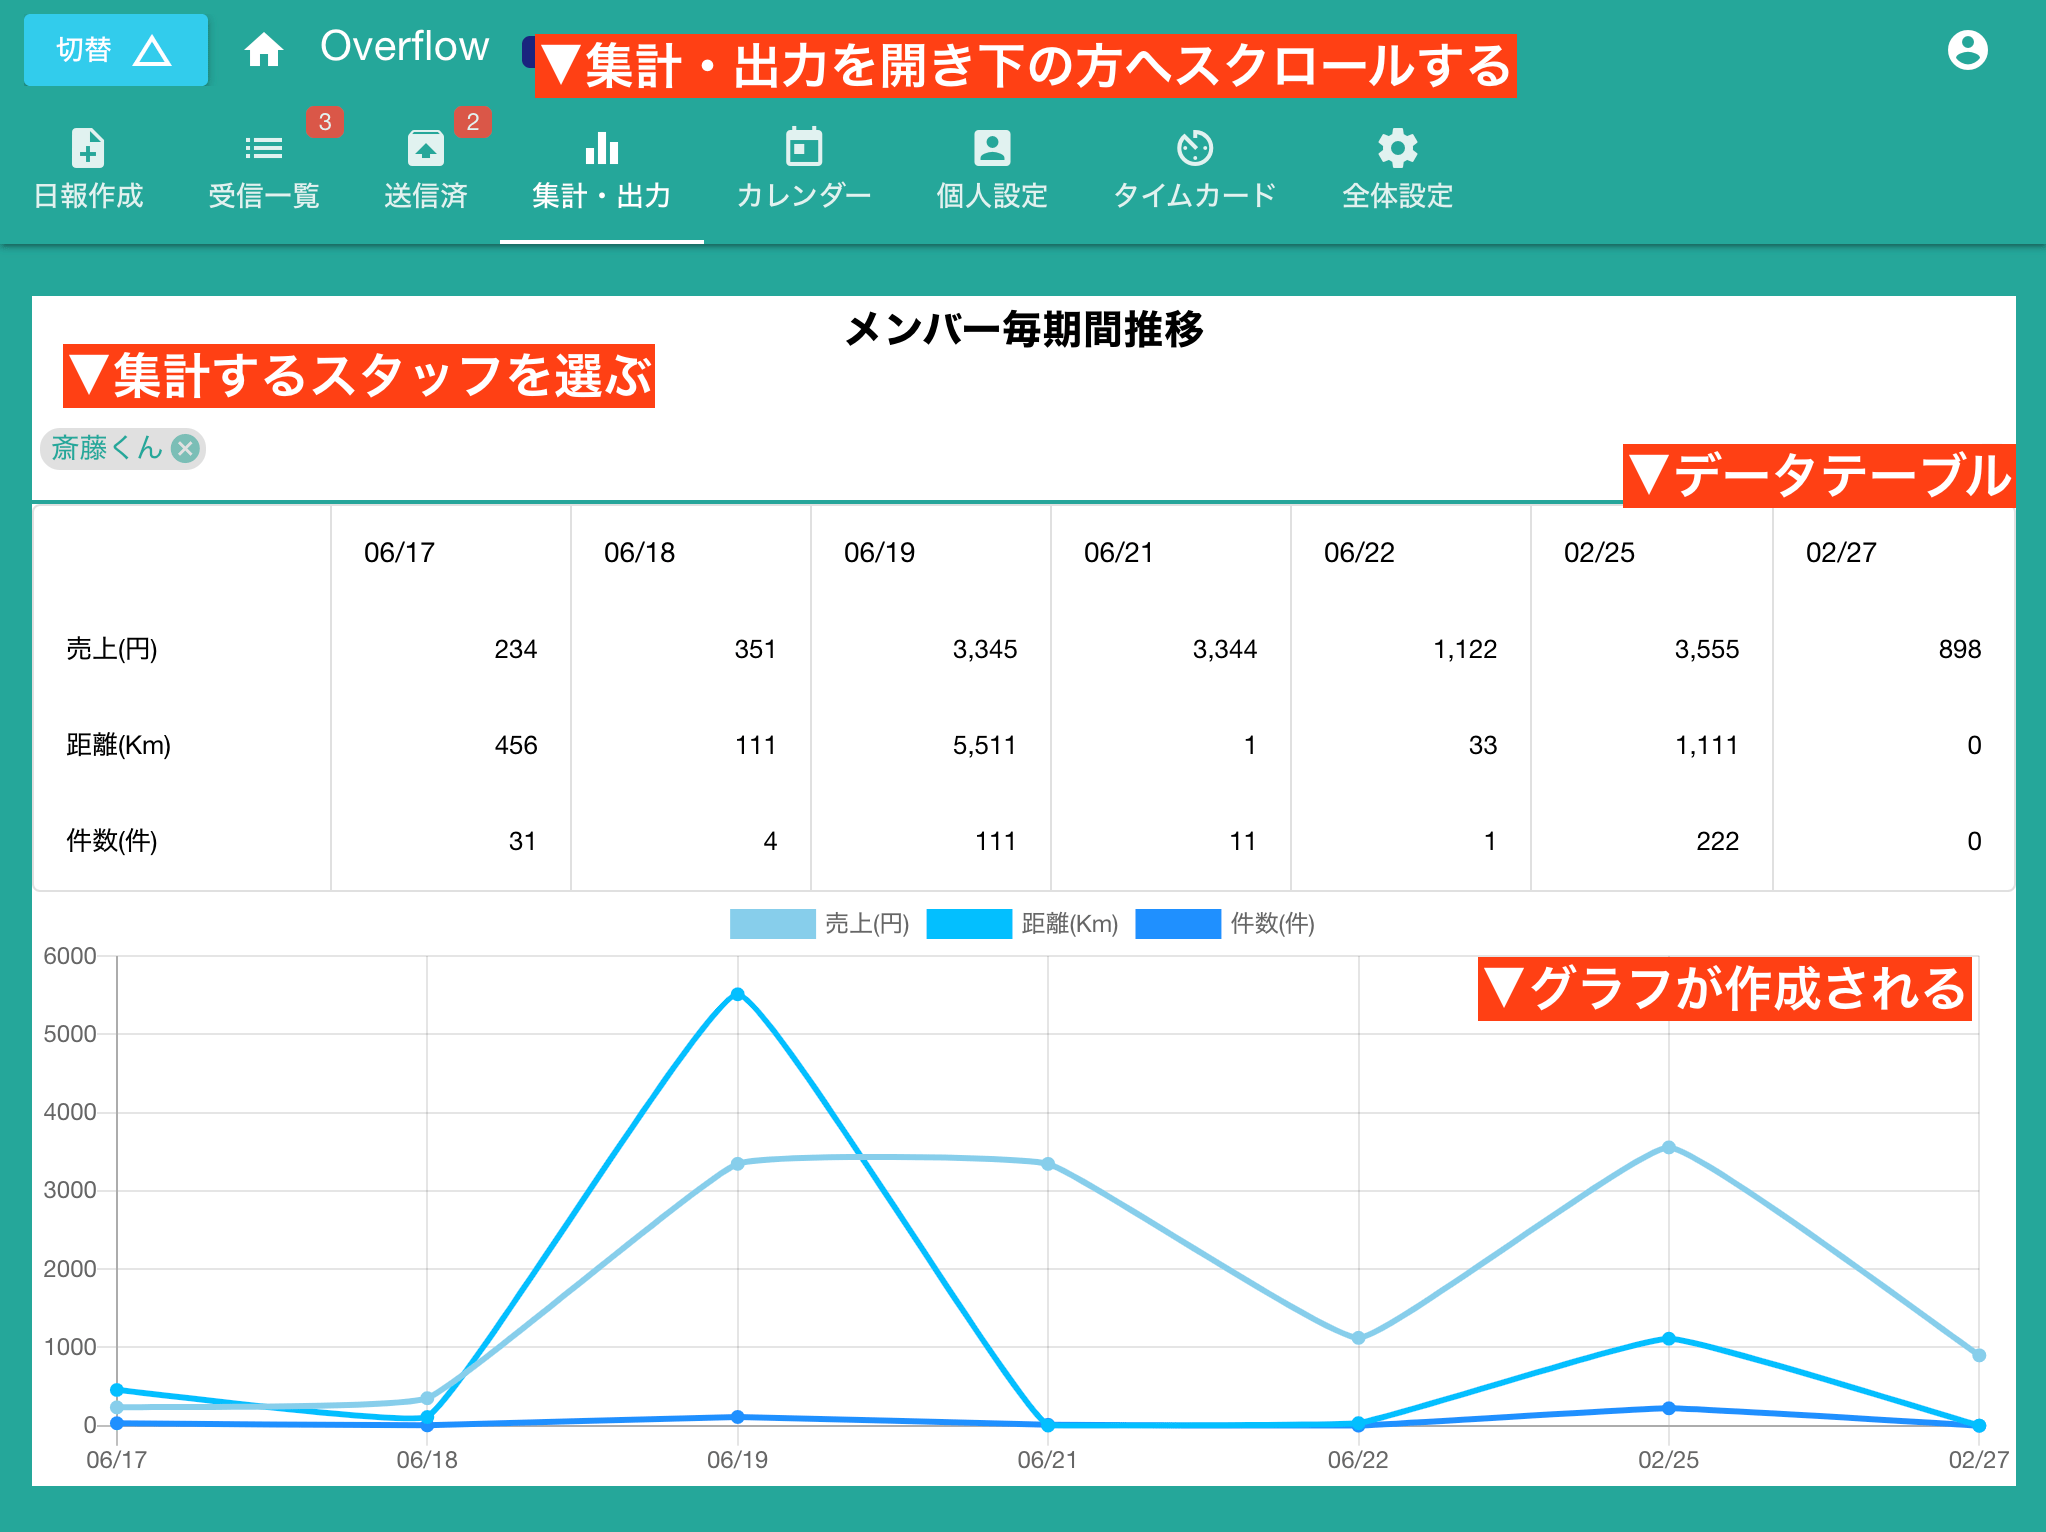 切替
Overflow
▼集計・出力を開き下の方へスクロールする
3
2
日報作成
受信一覧
送信済
集計・出力
カレンダー
個人設定
タイムカード
全体設定
メンバー毎期間推移
▼集計するスタッフを選ぶ
斎藤くん
▼データテーブル
06/17 06/18 06/19 06/21 06/22 02/25 02/27
売上(円) 234 351 3,345 3,344 1,122 3,555 898
距離(Km) 456 111 5,511 1 33 1,111 0
件数(件) 31 4 111 11 1 222 0
売上(円) 距離(Km) 件数(件)
▼グラフが作成される
6000
5000
4000
3000
2000
1000
0
06/17 06/18 06/19 06/21 06/22 02/25 02/27